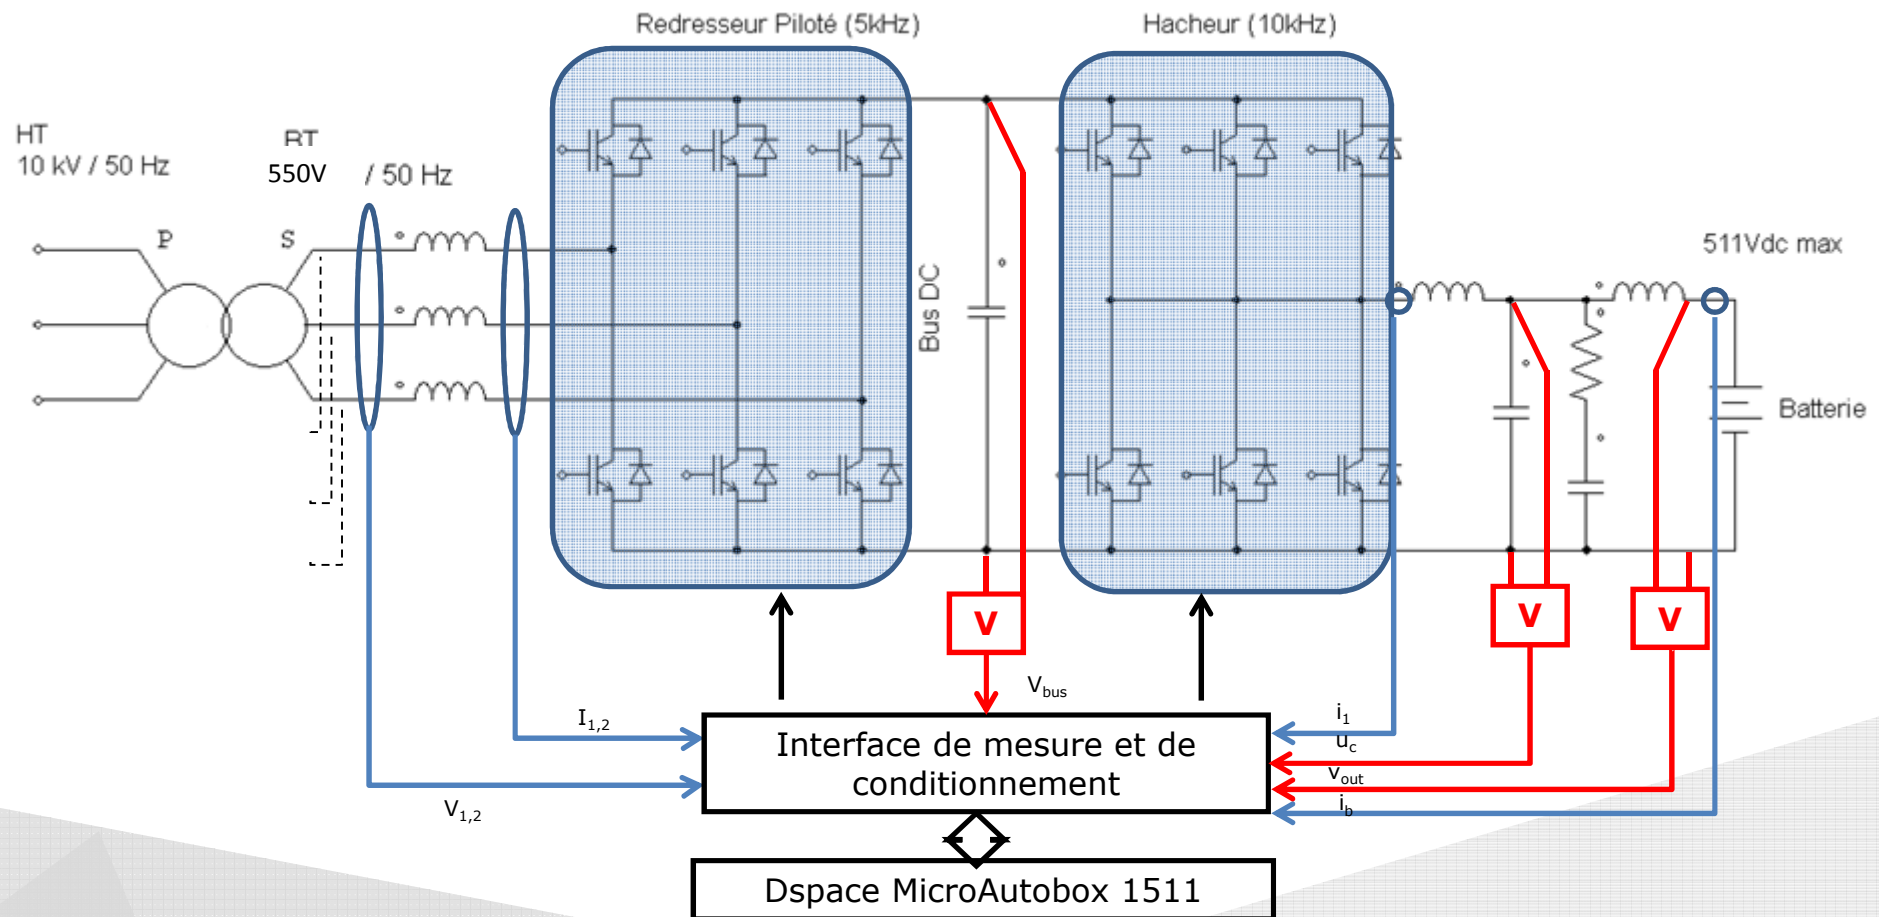 Redresseur Piloté (5kHz)
Hacheur (10kHz)
HT
10 kV / 50 Hz
RT
550V / 50 Hz
P
S
Bus DC
511Vdc max
Batterie
V
V
V
Vbus
I1,2
V1,2
i1
uc
vout
ib
Interface de mesure et de
conditionnement
Dspace MicroAutobox 1511